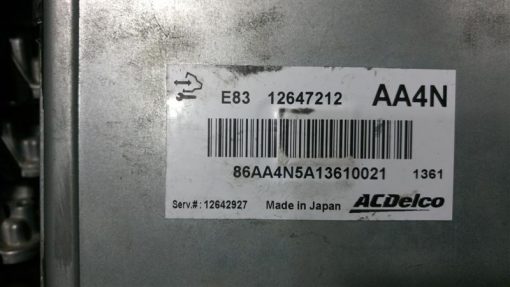 E83 12647212 AA4N
86AA4N5A13610021 1361
Serv.#: 12642927 Made in Japan ACDelco